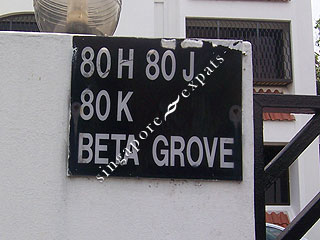 80 H 80 J
80 K
BETA GROVE
singapore expats